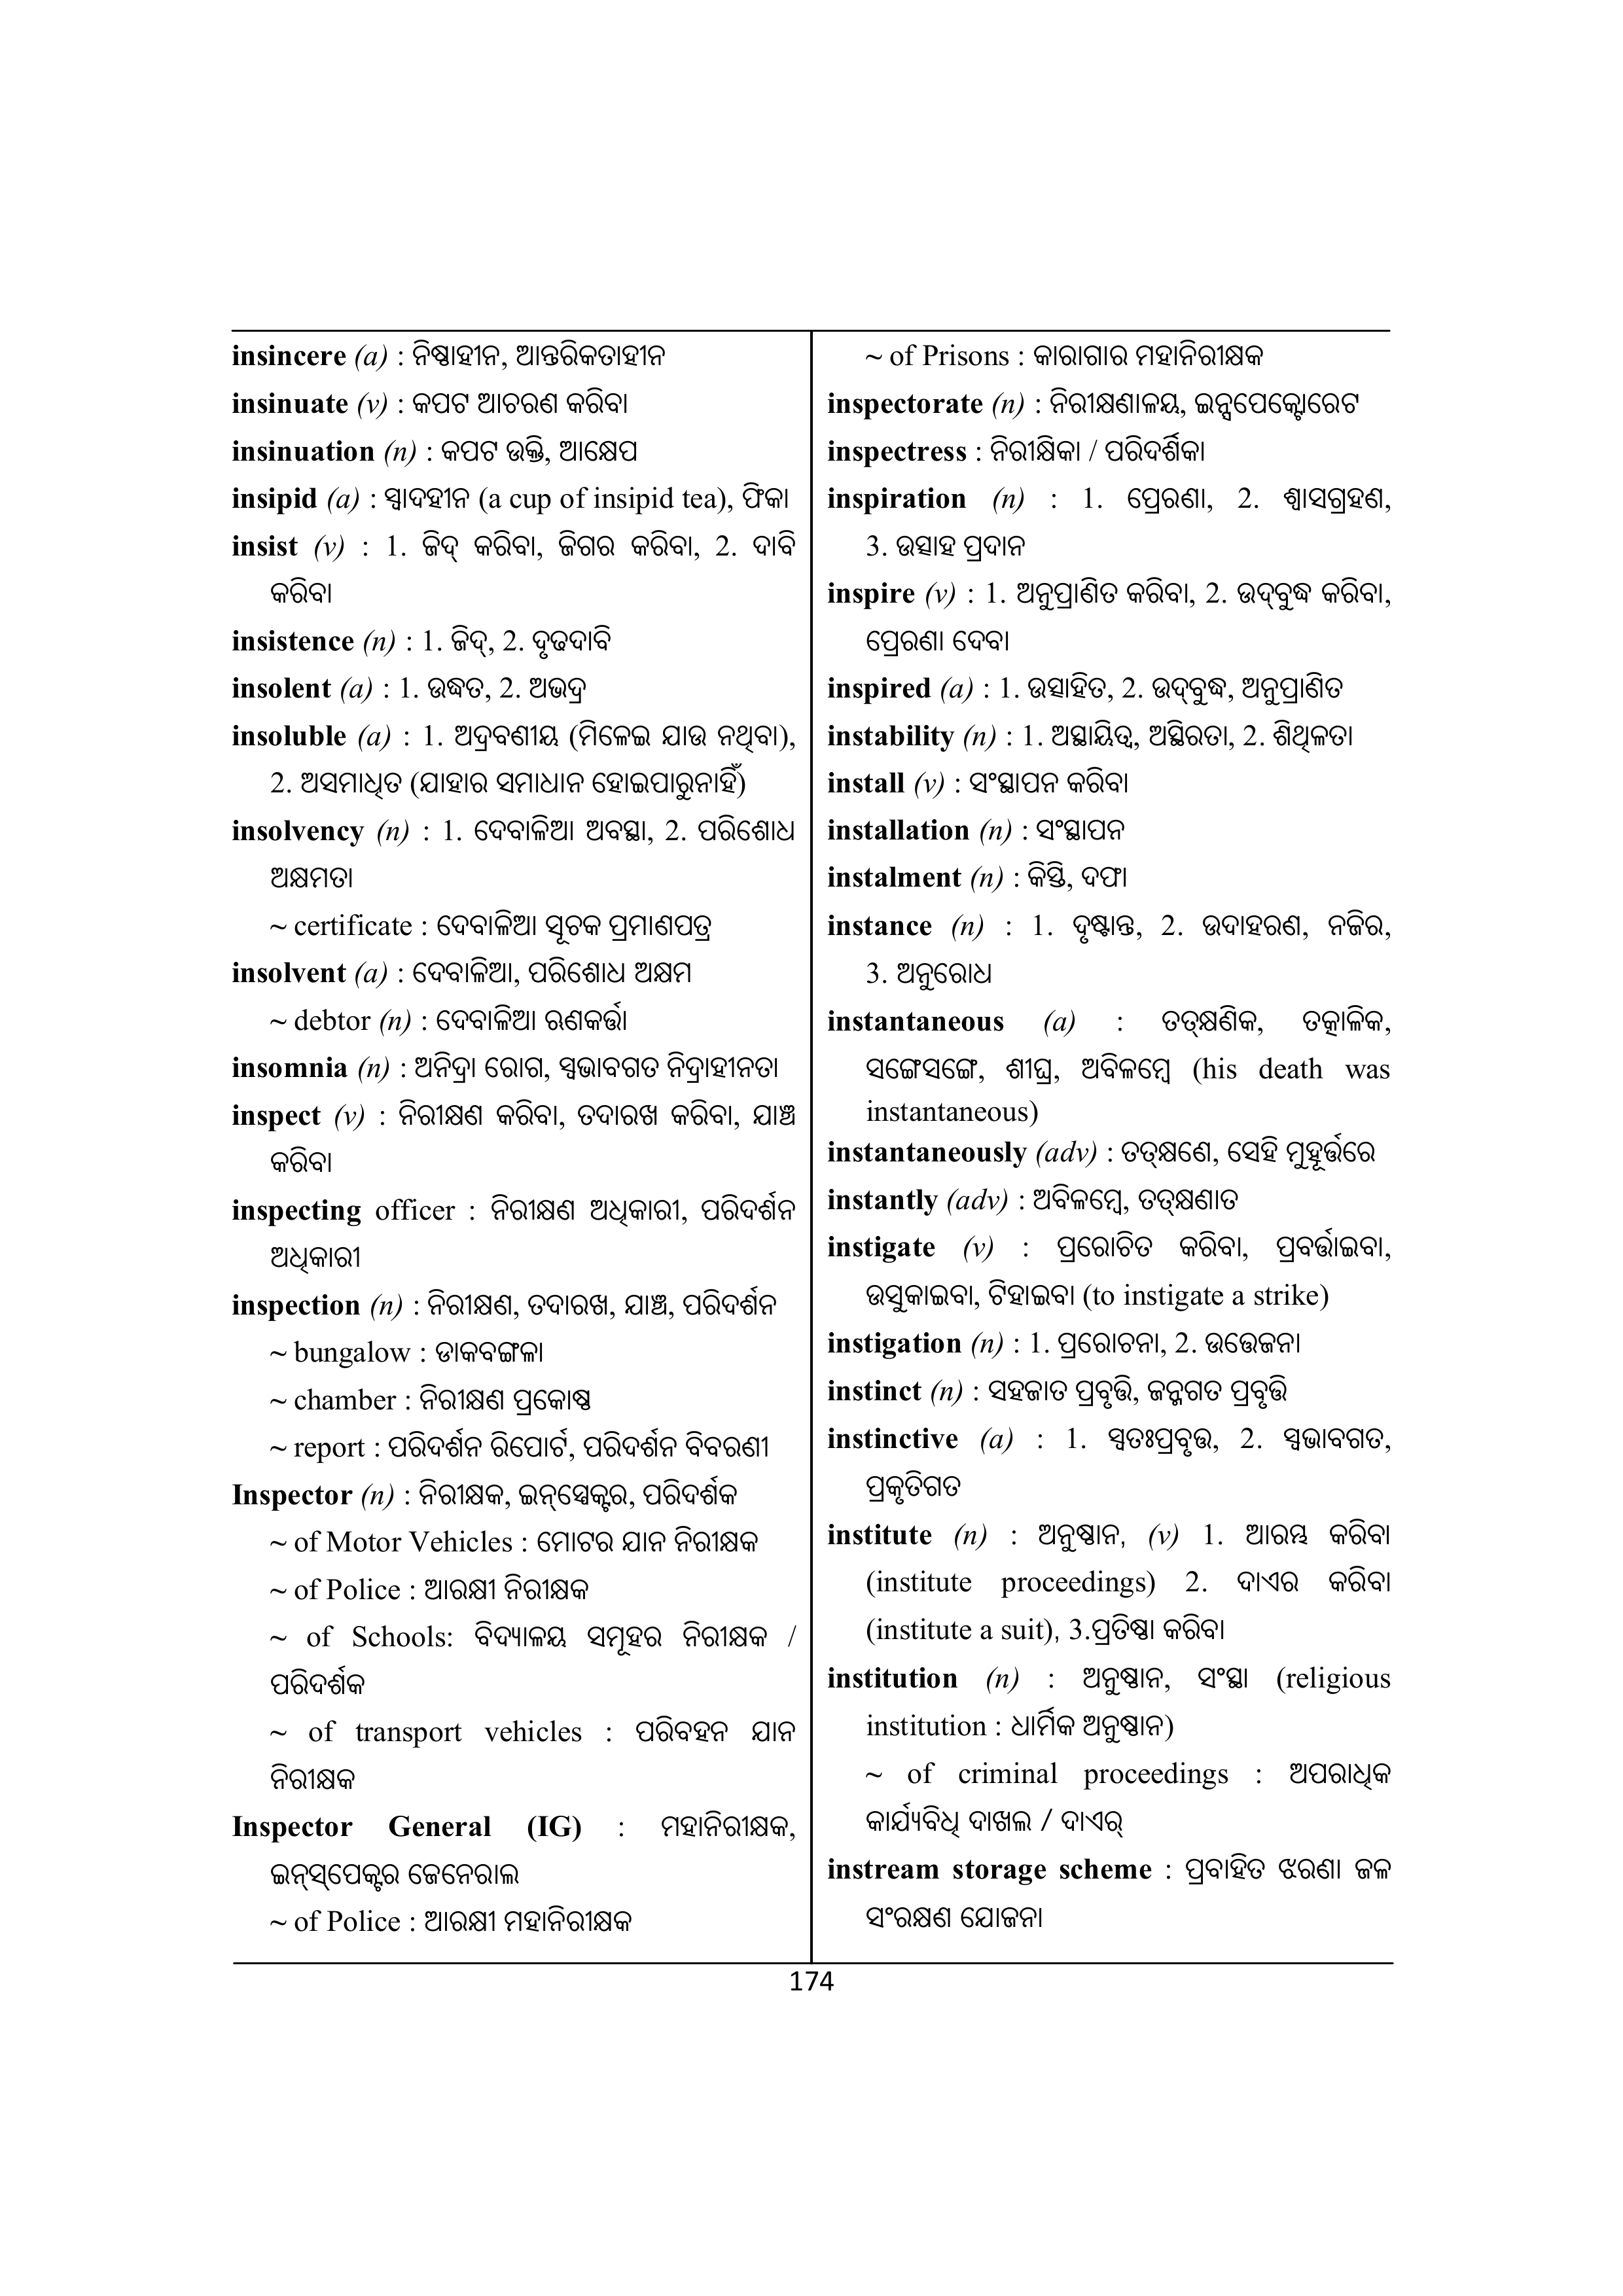 insincere (a) : ନିଷ୍ଠାହୀନ, ଆନ୍ତରିକତାହୀନ
insinuate (v) : କପଟ ଆଚରଣ କରିବା
insinuation (n) : କପଟ ଉକ୍ତି, ଆକ୍ଷେପ
insipid (a) : ସ୍ୱାଦହୀନ (a cup of insipid tea), ଫିକା
insist (v) : 1. ଜିଦ୍ କରିବା, ଜିଗର କରିବା, 2. ଦାବି
କରିବା
insistence (n) : 1. ଜିଦ୍, 2. ଦୃଢଦାବି
insolent (a) : 1. ଉଦ୍ଧତ, 2. ଅଭଦ୍ର
insoluble (a) : 1. ଅଦ୍ରବଣୀୟ (ମିଳେଇ ଯାଉ ନଥିବା),
2. ଅସମାଧିତ (ଯାହାର ସମାଧାନ ହୋଇପାରୁନାହିଁ)
insolvency (n) : 1. ଦେବାଳିଆ ଅବସ୍ଥା, 2. ପରିଶୋଧ
ଅକ୍ଷମତା
~ certificate : ଦେବାଳିଆ ସୂଚକ ପ୍ରମାଣପତ୍ର
insolvent (a) : ଦେବାଳିଆ, ପରିଶୋଧ ଅକ୍ଷମ
~ debtor (n) : ଦେବାଳିଆ ଋଣକର୍ତ୍ତା
insomnia (n) : ଅନିଦ୍ରା ରୋଗ, ସ୍ୱଭାବଗତ ନିଦ୍ରାହୀନତା
inspect (v) : ନିରୀକ୍ଷଣ କରିବା, ତଦାରଖ କରିବା, ଯାଞ୍ଚ
କରିବା
inspecting officer : ନିରୀକ୍ଷଣ ଅଧିକାରୀ, ପରିଦର୍ଶନ
ଅଧିକାରୀ
inspection (n) : ନିରୀକ୍ଷଣ, ତଦାରଖ, ଯାଞ୍ଚ, ପରିଦର୍ଶନ
~ bungalow : ଡାକବଙ୍ଗଳା
~ chamber : ନିରୀକ୍ଷଣ ପ୍ରକୋଷ୍ଠ
~ report : ପରିଦର୍ଶନ ରିପୋର୍ଟ, ପରିଦର୍ଶନ ବିବରଣୀ
Inspector (n) : ନିରୀକ୍ଷକ, ଇନ୍‌ସ୍ପେକ୍ଟର, ପରିଦର୍ଶକ
~ of Motor Vehicles : ମୋଟର ଯାନ ନିରୀକ୍ଷକ
~ of Police : ଆରକ୍ଷୀ ନିରୀକ୍ଷକ
~ of Schools: ବିଦ୍ୟାଳୟ ସମୂହର ନିରୀକ୍ଷକ /
ପରିଦର୍ଶକ
~ of transport vehicles : ପରିବହନ ଯାନ
ନିରୀକ୍ଷକ
Inspector General (IG) : ମହାନିରୀକ୍ଷକ,
ଇନ୍‌ସ୍‌ପେକ୍ଟର ଜେନେରାଲ
~ of Police : ଆରକ୍ଷୀ ମହାନିରୀକ୍ଷକ
~ of Prisons : କାରାଗାର ମହାନିରୀକ୍ଷକ
inspectorate (n) : ନିରୀକ୍ଷଣାଳୟ, ଇନ୍ସପେକ୍ଟୋରେଟ
inspectress : ନିରୀକ୍ଷିକା / ପରିଦର୍ଶିକା
inspiration (n) : 1. ପ୍ରେରଣା, 2. ଶ୍ୱାସଗ୍ରହଣ,
3. ଉତ୍ସାହ ପ୍ରଦାନ
inspire (v) : 1. ଅନୁପ୍ରାଣିତ କରିବା, 2. ଉଦ୍‌ବୁଦ୍ଧ କରିବା,
ପ୍ରେରଣା ଦେବା
inspired (a) : 1. ଉତ୍ସାହିତ, 2. ଉଦ୍‌ବୁଦ୍ଧ, ଅନୁପ୍ରାଣିତ
instability (n) : 1. ଅସ୍ଥାୟିତ୍ୱ, ଅସ୍ଥିରତା, 2. ଶିଥିଳତା
install (v) : ସଂସ୍ଥାପନ କରିବା
installation (n) : ସଂସ୍ଥାପନ
instalment (n) : କିସ୍ତି, ଦଫା
instance (n) : 1. ଦୃଷ୍ଟାନ୍ତ, 2. ଉଦାହରଣ, ନଜିର,
3. ଅନୁରୋଧ
instantaneous (a) : ତତ୍‌କ୍ଷଣିକ, ତତ୍କାଳିକ,
ସଙ୍ଗେସଙ୍ଗେ, ଶୀଘ୍ର, ଅବିଳମ୍ବେ (his death was
instantaneous)
instantaneously (adv) : ତତ୍‌କ୍ଷଣେ, ସେହି ମୁହୂର୍ତ୍ତରେ
instantly (adv) : ଅବିଳମ୍ବେ, ତତ୍‌କ୍ଷଣାତ
instigate (v) : ପ୍ରରୋଚିତ କରିବା, ପ୍ରବର୍ତ୍ତାଇବା,
ଉସୁକାଇବା, ଟିହାଇବା (to instigate a strike)
instigation (n) : 1. ପ୍ରରୋଚନା, 2. ଉତ୍ତେଜନା
instinct (n) : ସହଜାତ ପ୍ରବୃତ୍ତି, ଜନ୍ମଗତ ପ୍ରବୃତ୍ତି
instinctive (a) : 1. ସ୍ୱତଃପ୍ରବୃତ୍ତ, 2. ସ୍ୱଭାବଗତ,
ପ୍ରକୃତିଗତ
institute (n) : ଅନୁଷ୍ଠାନ, (v) 1. ଆରମ୍ଭ କରିବା
(institute proceedings) 2. ଦାଏର କରିବା
(institute a suit), 3.ପ୍ରତିଷ୍ଠା କରିବା
institution (n) : ଅନୁଷ୍ଠାନ, ସଂସ୍ଥା (religious
institution : ଧାର୍ମିକ ଅନୁଷ୍ଠାନ)
~ of criminal proceedings : ଅପରାଧିକ
କାର୍ଯ୍ୟବିଧି ଦାଖଲ / ଦାଏର୍
instream storage scheme : ପ୍ରବାହିତ ଝରଣା ଜଳ
ସଂରକ୍ଷଣ ଯୋଜନା
174